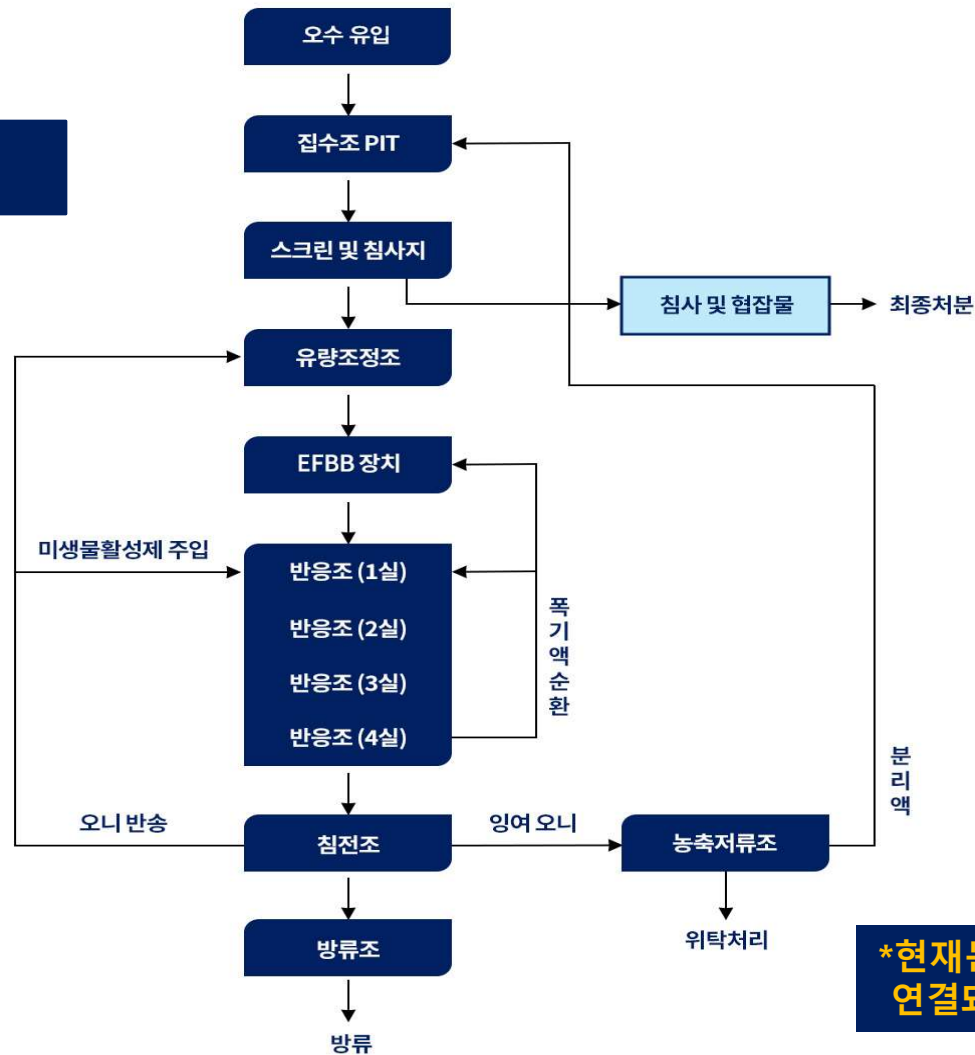 오수 유입
집수조 PIT
스크린 및 침사지
침사 및 협잡물
최종처분
유량조정조
EFBB 장치
미생물활성제 주입
반응조 (1실)
반응조 (2실)
반응조 (3실)
반응조 (4실)
폭기액순환
분리액
오니 반송
침전조
잉여 오니
농축저류조
방류조
위탁처리
방류
*현재
연결